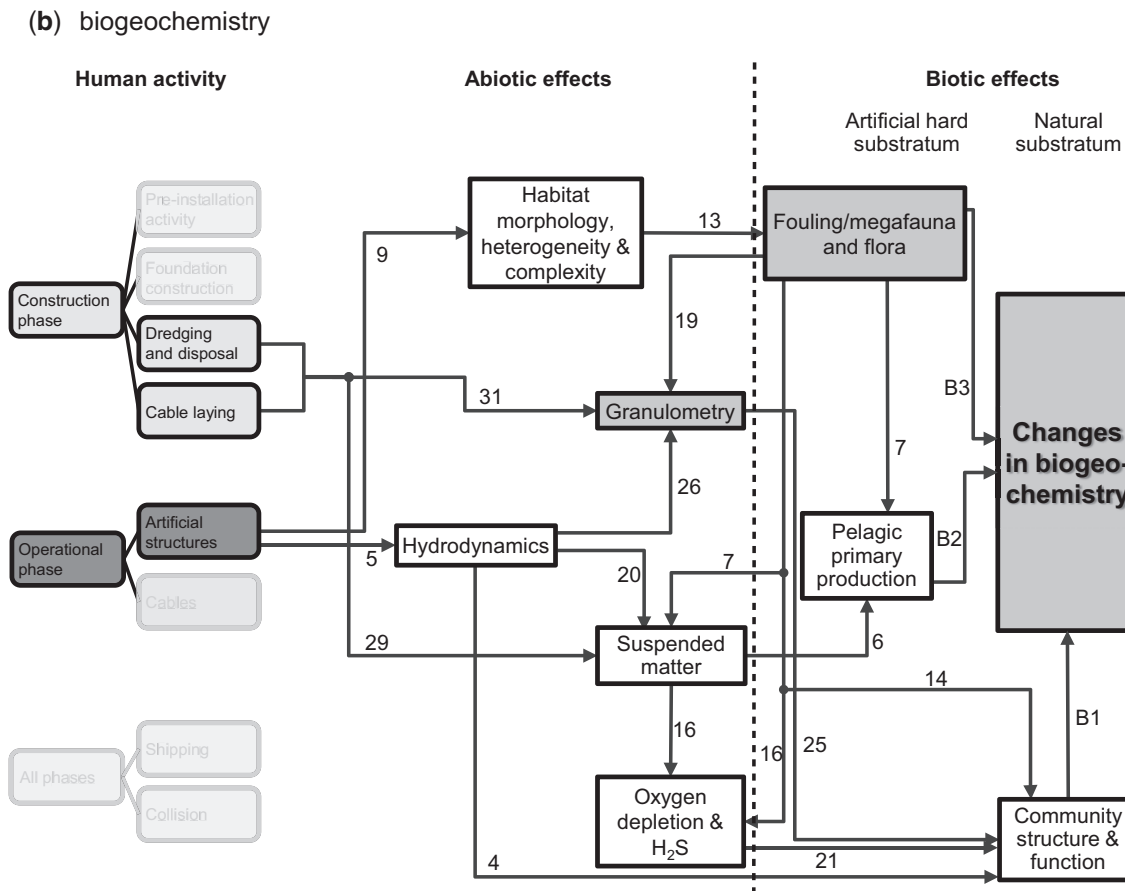 (b) biogeochemistry
Human activity
Abiotic effects
Biotic effects
Artificial hard
substratum
Natural
substratum
Pre-installation
activity
Foundation
construction
Construction
phase
Dredging
and disposal
Cable laying
Operational
phase
Artificial
structures
Cables
All phases
Shipping
Collision
Habitat
morphology,
heterogeneity &
complexity
9
13
Fouling/megafauna
and flora
19
31
Granulometry
B3
7
Changes
in biogeo-
chemistry
26
5
Hydrodynamics
20
7
Pelagic
primary
production
B2
29
Suspended
matter
6
16
14
B1
16
25
Oxygen
depletion &
H₂S
21
4
Community
structure &
function